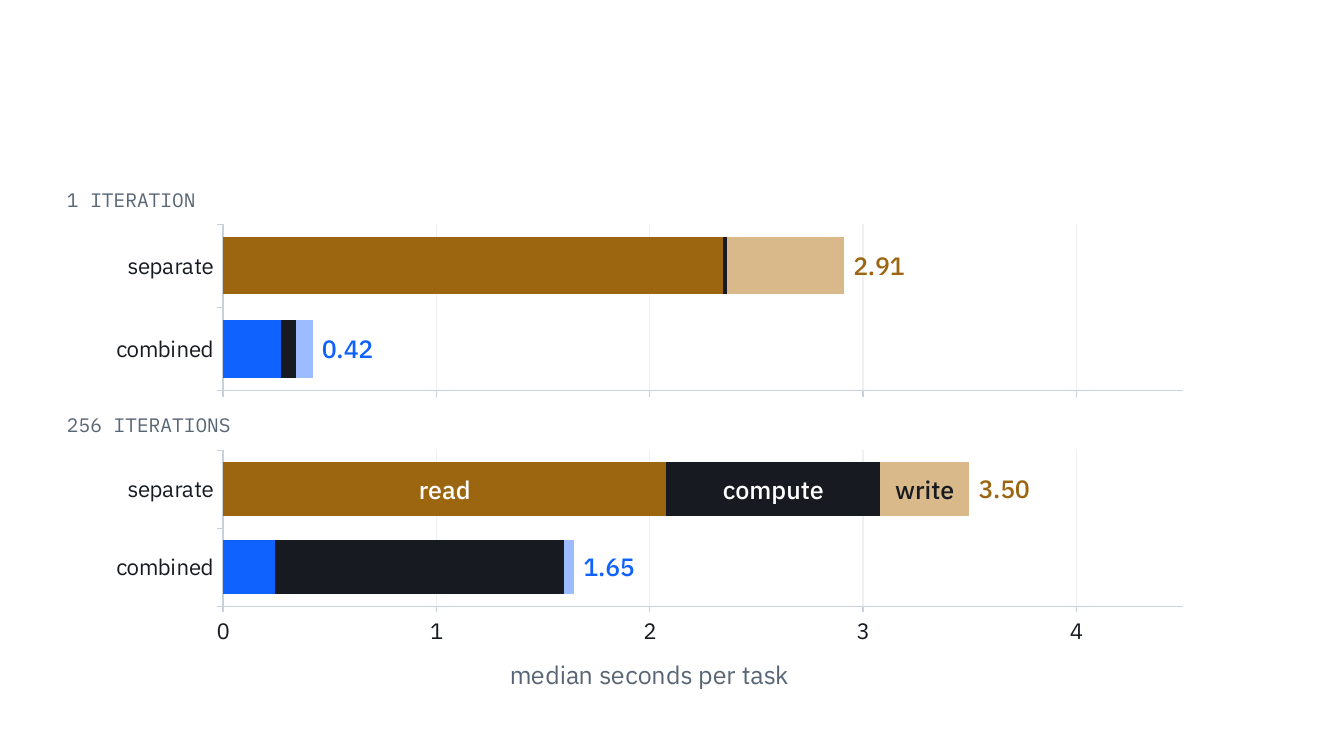 1 ITERATION
separate 2.91
combined 0.42
256 ITERATIONS
separate read compute write 3.50
combined 1.65
0 1 2 3 4
median seconds per task